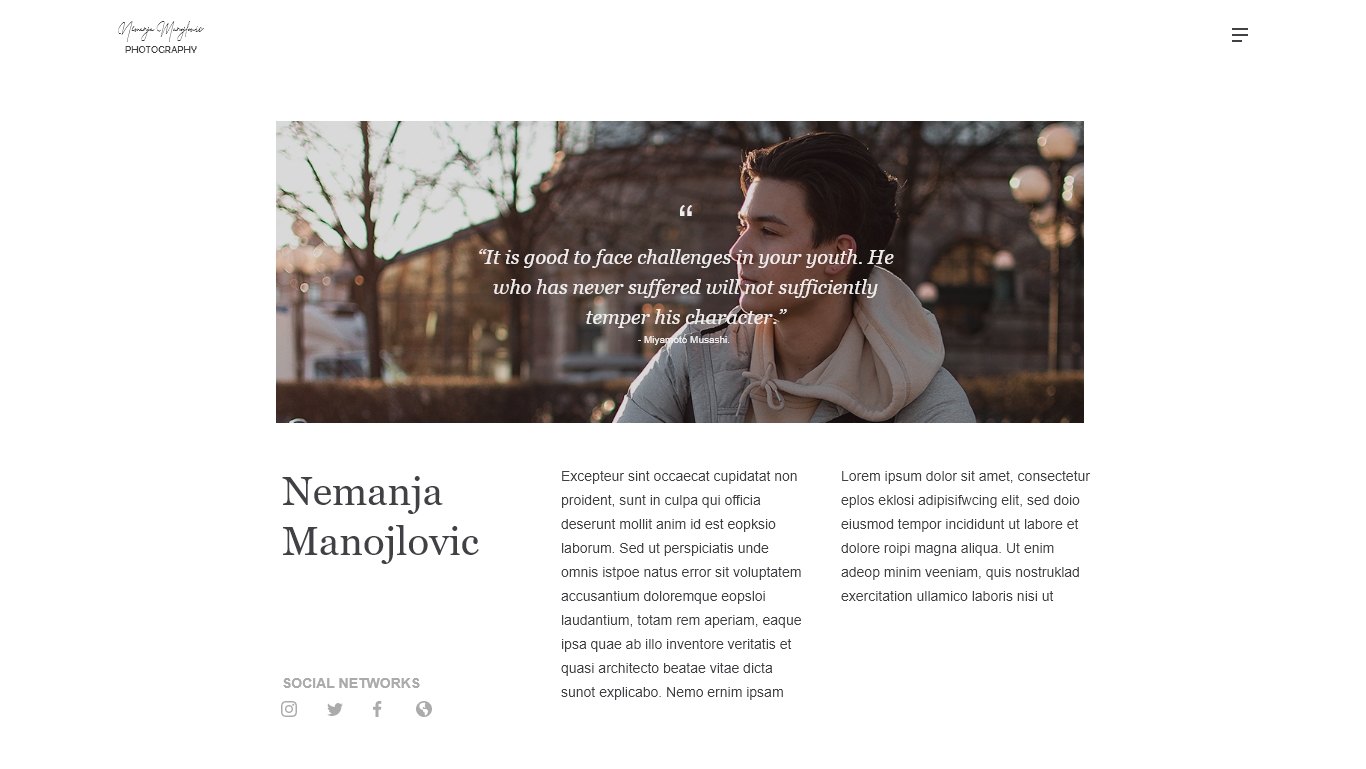 Nemanja Manojlovic
PHOTOGRAPHY
“
“It is good to face challenges in your youth. He
who has never suffered will not sufficiently
temper his character.”
- Miyamoto Musashi.
Nemanja
Manojlovic
Excepteur sint occaecat cupidatat non
proident, sunt in culpa qui officia
deserunt mollit anim id est eopksio
laborum. Sed ut perspiciatis unde
omnis istpoe natus error sit voluptatem
accusantium doloremque eopsloi
laudantium, totam rem aperiam, eaque
ipsa quae ab illo inventore veritatis et
quasi architecto beatae vitae dicta
sunot explicabo. Nemo ernim ipsam
Lorem ipsum dolor sit amet, consectetur
eplos eklosi adipisifwcing elit, sed doio
eiusmod tempor incididunt ut labore et
dolore roipi magna aliqua. Ut enim
adeop minim veeniam, quis nostruklad
exercitation ullamico laboris nisi ut
SOCIAL NETWORKS